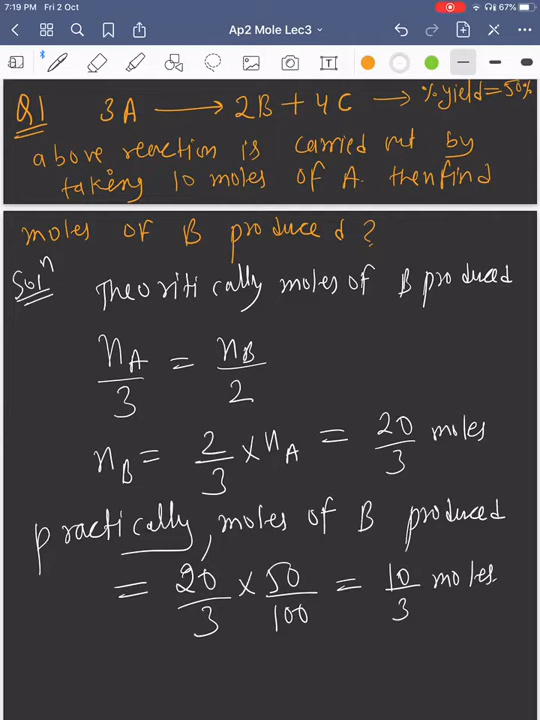 7:19 PM Fri 2 Oct
67%
Ap2 Mole Lec3
Q1 3A → 2B + 4C → % yield = 50%
above reaction is carried out by
taking 10 moles of A. then find
moles of B produced ?
Solⁿ Theoritically moles of B produced
n_A/3 = n_B/2
n_B = 2/3 × n_A = 20/3 moles
practically, moles of B produced
= 20/3 × 50/100 = 10/3 moles